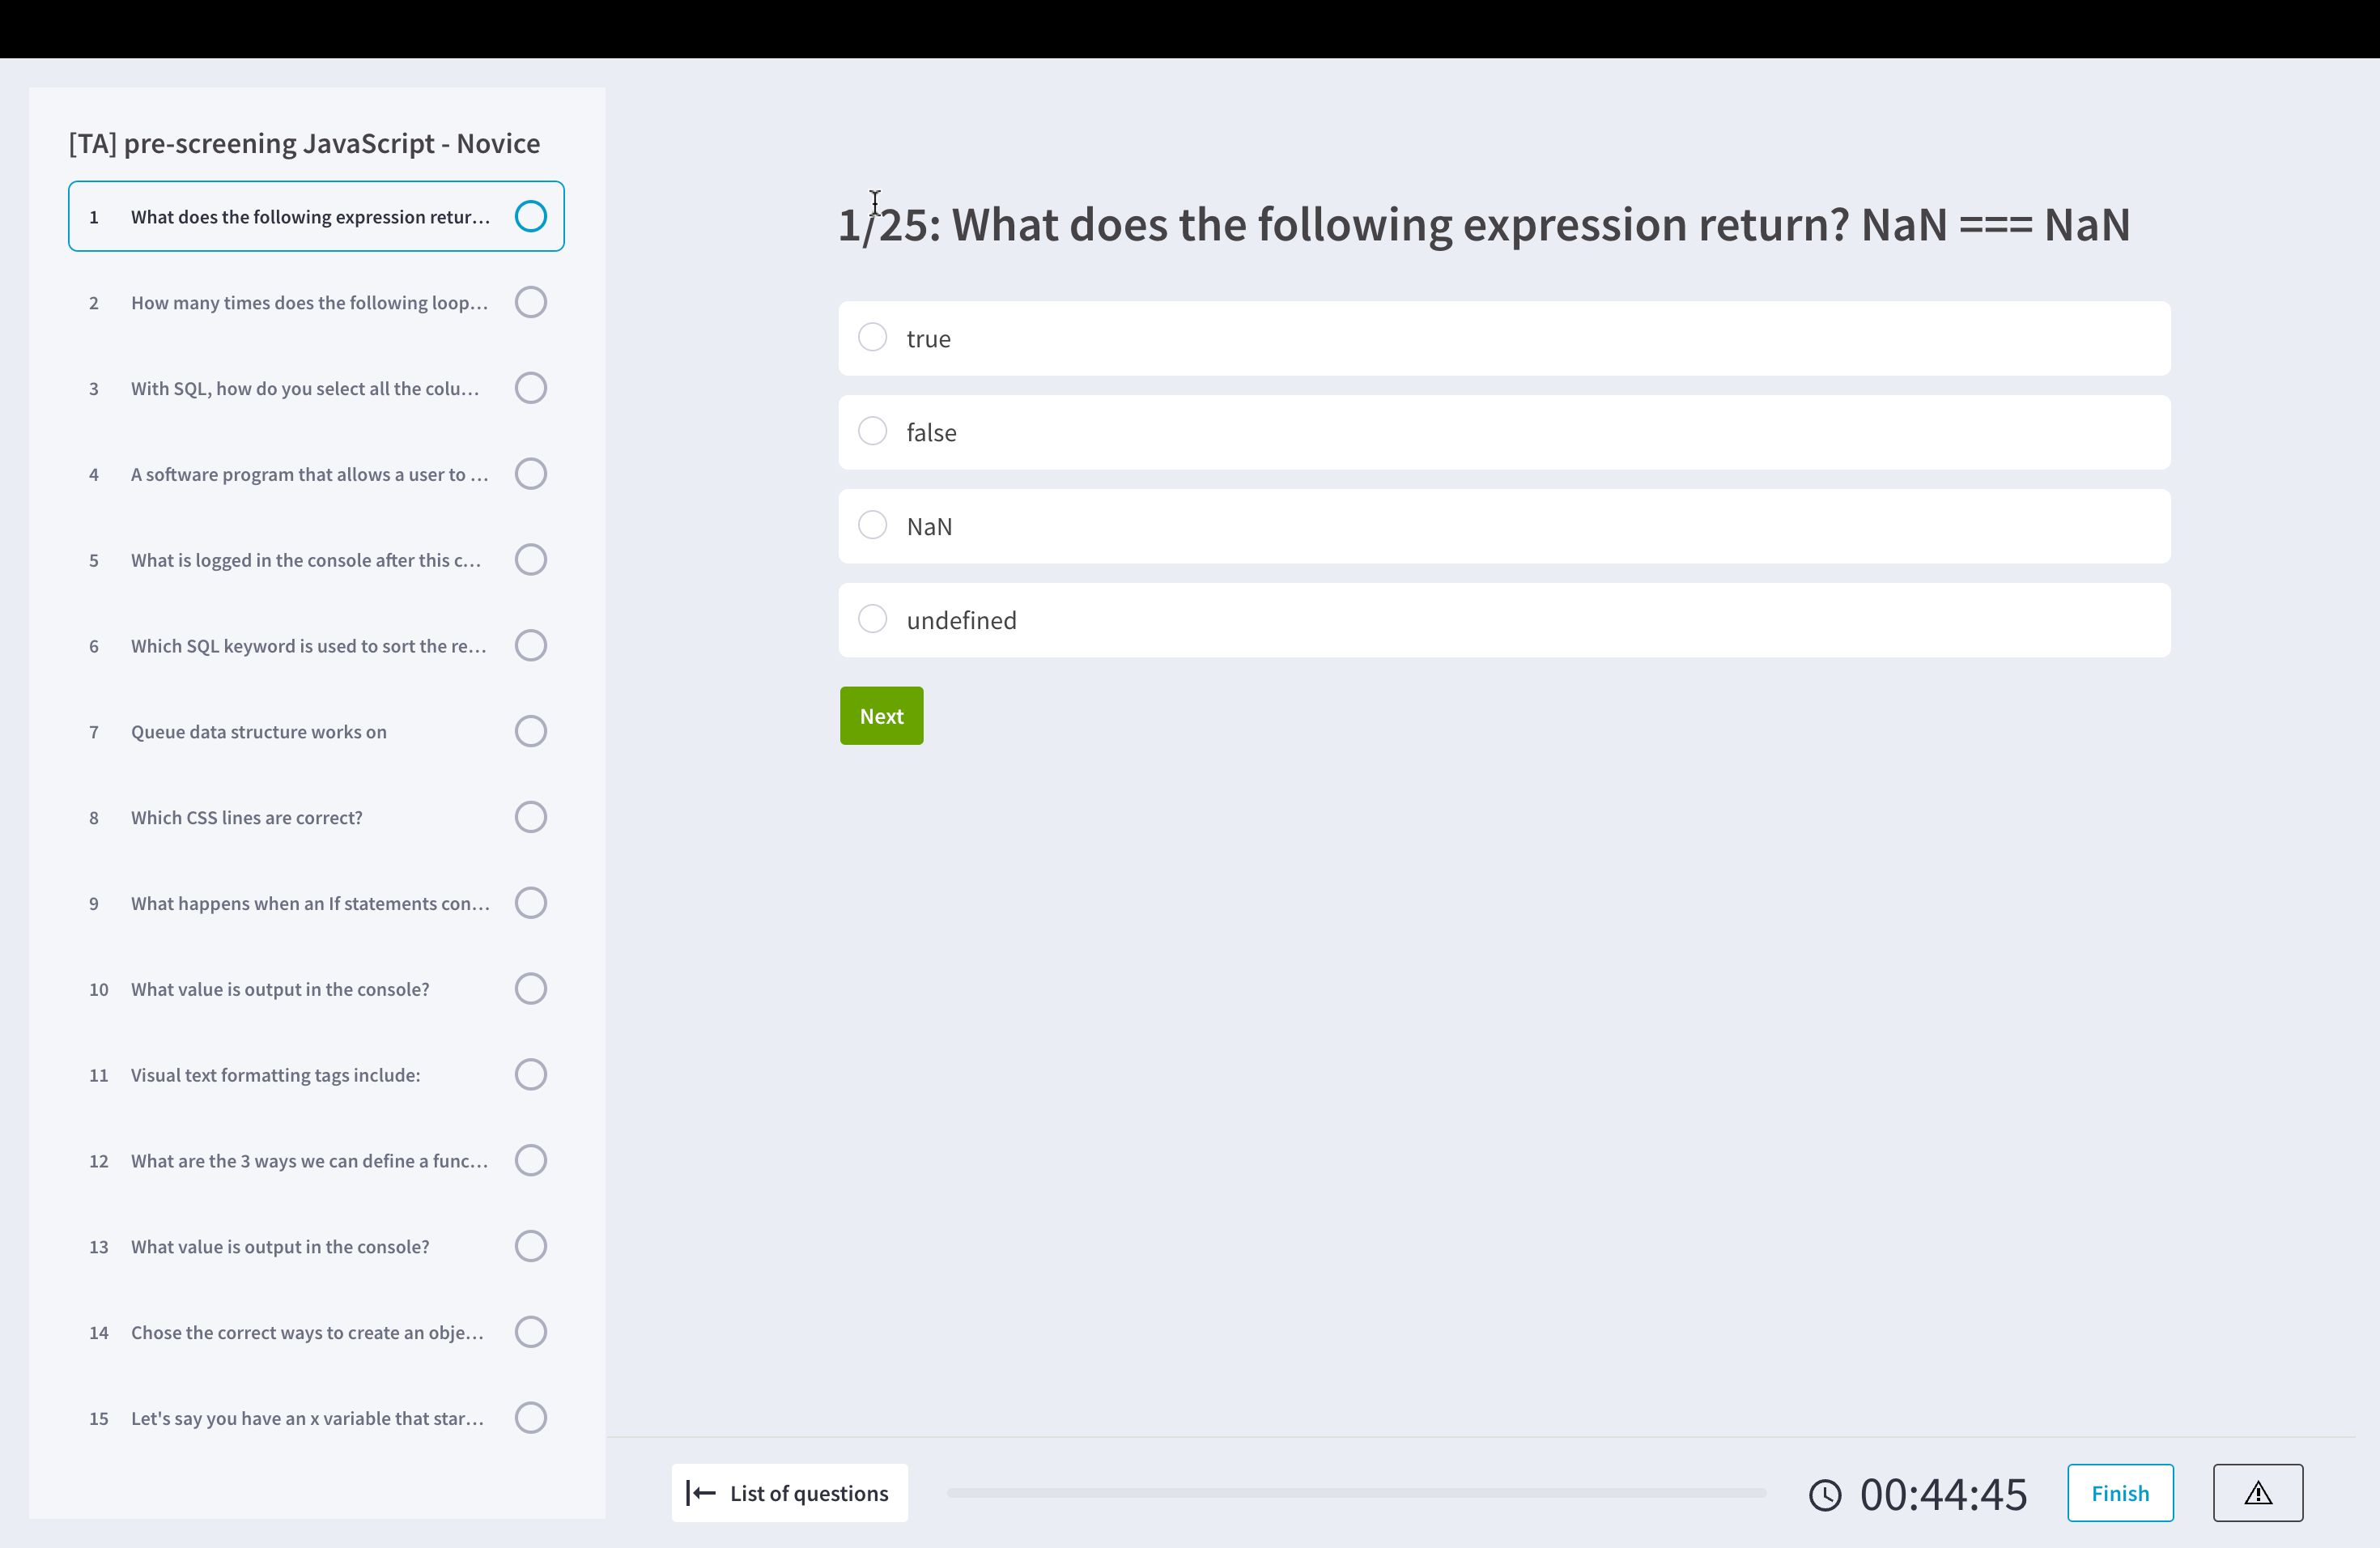 [TA] pre-screening JavaScript - Novice
1 What does the following expression retur...
2 How many times does the following loop...
3 With SQL, how do you select all the colu...
4 A software program that allows a user to ...
5 What is logged in the console after this c...
6 Which SQL keyword is used to sort the re...
7 Queue data structure works on
8 Which CSS lines are correct?
9 What happens when an If statements con...
10 What value is output in the console?
11 Visual text formatting tags include:
12 What are the 3 ways we can define a func...
13 What value is output in the console?
14 Chose the correct ways to create an obje...
15 Let's say you have an x variable that star...
1/25: What does the following expression return? NaN === NaN
true
false
NaN
undefined
Next
List of questions
00:44:45
Finish